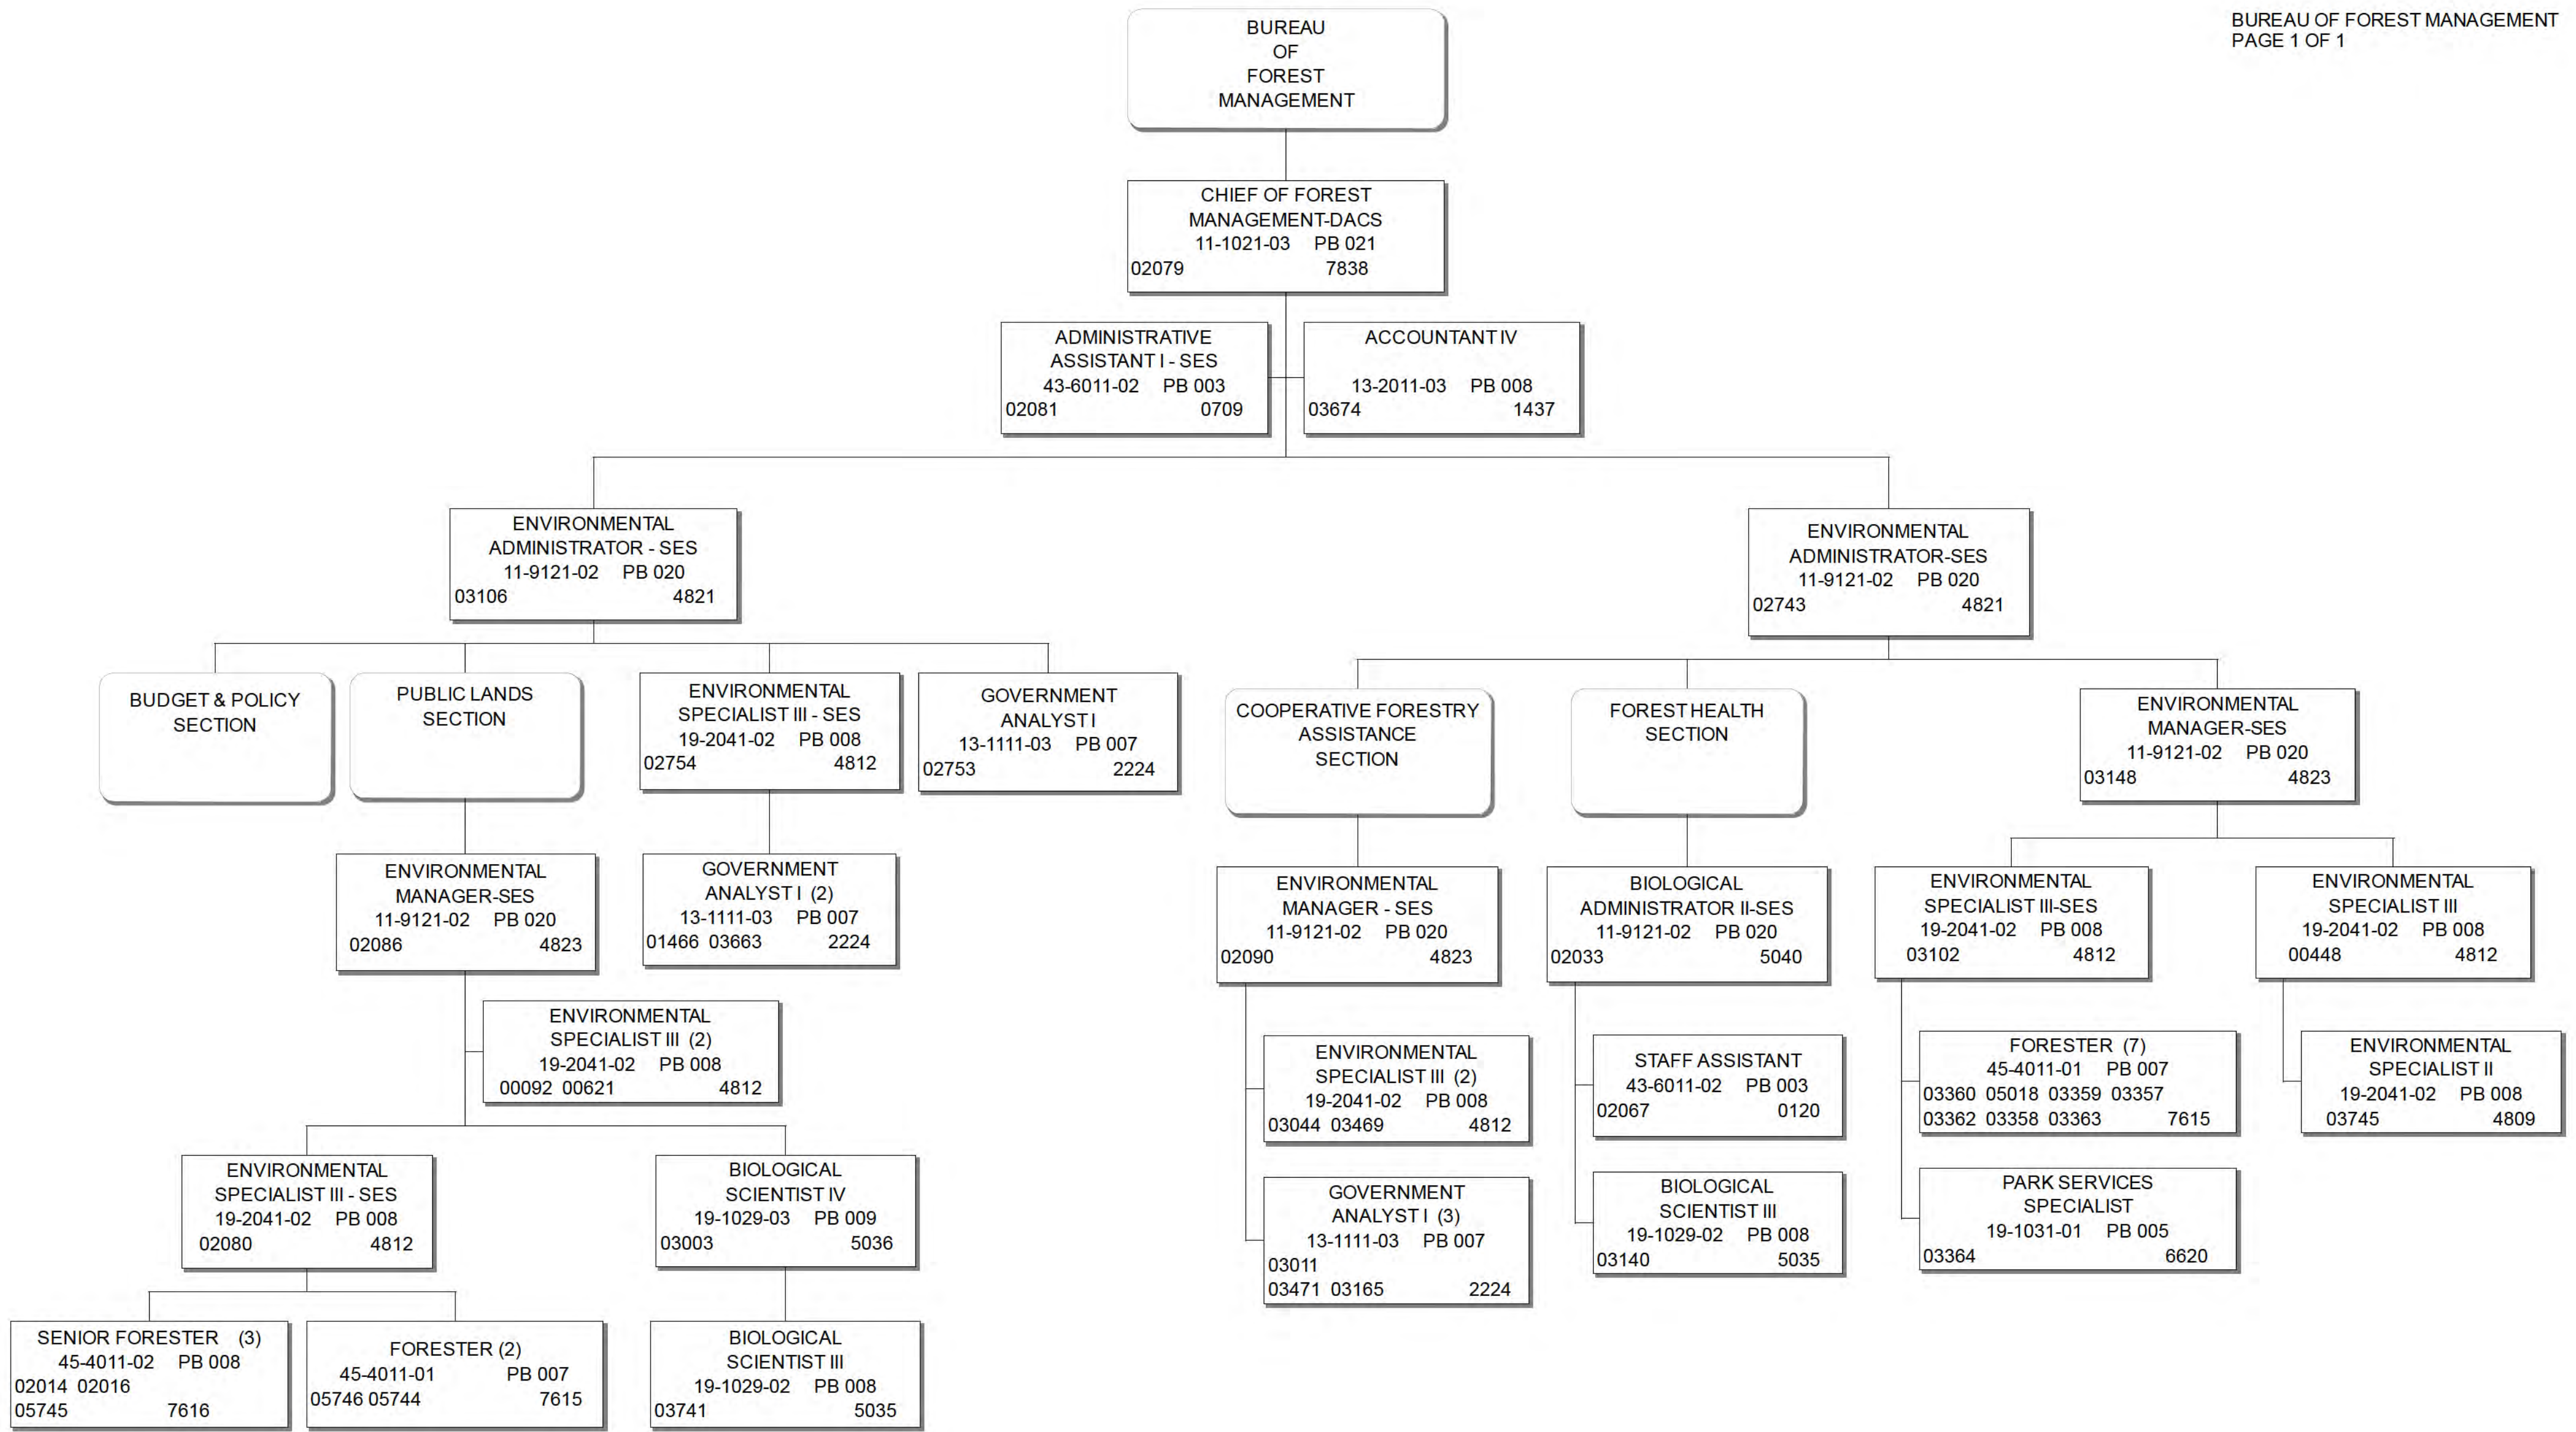 BUREAU OF FOREST MANAGEMENT
PAGE 1 OF 1
BUREAU
OF
FOREST
MANAGEMENT
CHIEF OF FOREST
MANAGEMENT-DACS
11-1021-03 PB 021
02079 7838
ADMINISTRATIVE
ASSISTANT I - SES
43-6011-02 PB 003
02081 0709
ACCOUNTANT IV
13-2011-03 PB 008
03674 1437
ENVIRONMENTAL
ADMINISTRATOR - SES
11-9121-02 PB 020
03106 4821
ENVIRONMENTAL
ADMINISTRATOR-SES
11-9121-02 PB 020
02743 4821
BUDGET & POLICY
SECTION
PUBLIC LANDS
SECTION
ENVIRONMENTAL
SPECIALIST III - SES
19-2041-02 PB 008
02754 4812
GOVERNMENT
ANALYST I
13-1111-03 PB 007
02753 2224
COOPERATIVE FORESTRY
ASSISTANCE
SECTION
FOREST HEALTH
SECTION
ENVIRONMENTAL
MANAGER-SES
11-9121-02 PB 020
03148 4823
ENVIRONMENTAL
MANAGER-SES
11-9121-02 PB 020
02086 4823
GOVERNMENT
ANALYST I (2)
13-1111-03 PB 007
01466 03663 2224
ENVIRONMENTAL
MANAGER - SES
11-9121-02 PB 020
02090 4823
BIOLOGICAL
ADMINISTRATOR II-SES
11-9121-02 PB 020
02033 5040
ENVIRONMENTAL
SPECIALIST III-SES
19-2041-02 PB 008
03102 4812
ENVIRONMENTAL
SPECIALIST III
19-2041-02 PB 008
00448 4812
ENVIRONMENTAL
SPECIALIST III (2)
19-2041-02 PB 008
00092 00621 4812
ENVIRONMENTAL
SPECIALIST III (2)
19-2041-02 PB 008
03044 03469 4812
STAFF ASSISTANT
43-6011-02 PB 003
02067 0120
FORESTER (7)
45-4011-01 PB 007
03360 05018 03359 03357
03362 03358 03363 7615
ENVIRONMENTAL
SPECIALIST II
19-2041-02 PB 008
03745 4809
ENVIRONMENTAL
SPECIALIST III - SES
19-2041-02 PB 008
02080 4812
BIOLOGICAL
SCIENTIST IV
19-1029-03 PB 009
03003 5036
GOVERNMENT
ANALYST I (3)
13-1111-03 PB 007
03011
03471 03165 2224
BIOLOGICAL
SCIENTIST III
19-1029-02 PB 008
03140 5035
PARK SERVICES
SPECIALIST
19-1031-01 PB 005
03364 6620
SENIOR FORESTER (3)
45-4011-02 PB 008
02014 02016
05745 7616
FORESTER (2)
45-4011-01 PB 007
05746 05744 7615
BIOLOGICAL
SCIENTIST III
19-1029-02 PB 008
03741 5035